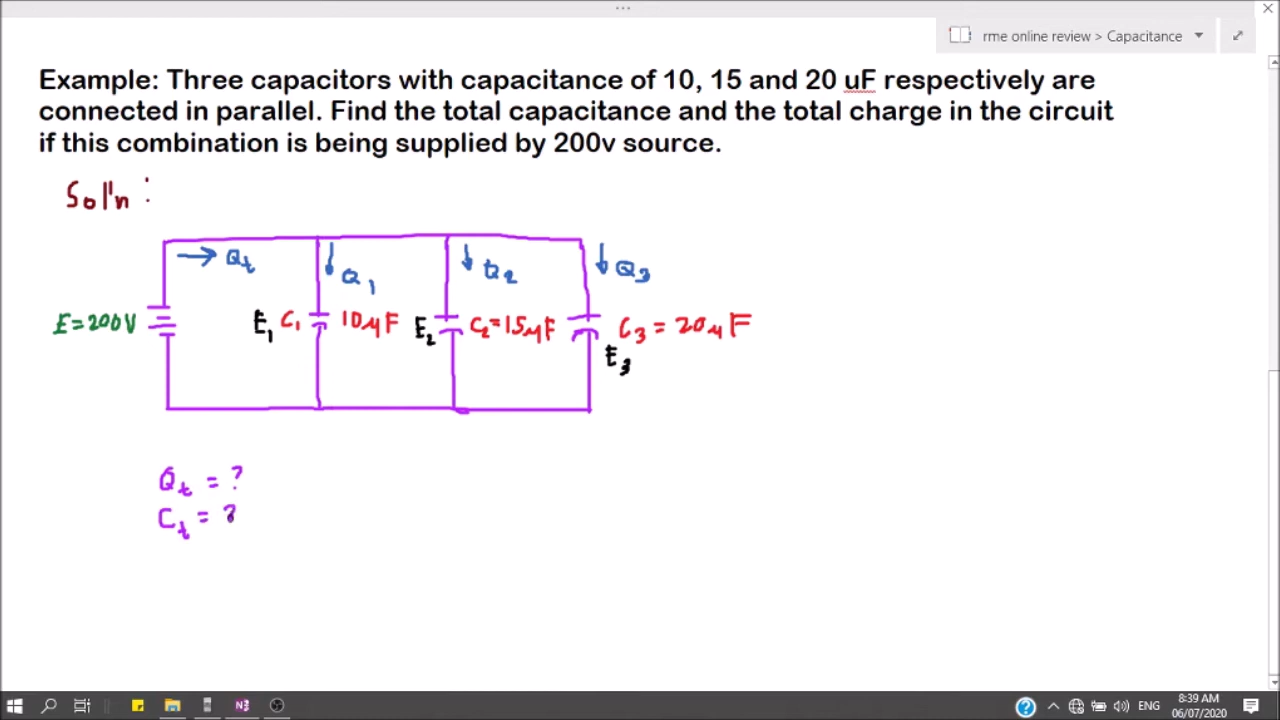 rme online review > Capacitance
Example: Three capacitors with capacitance of 10, 15 and 20 uF respectively are
connected in parallel. Find the total capacitance and the total charge in the circuit
if this combination is being supplied by 200v source.
Sol'n :
Qt
Q1
Q2
Q3
E=200V
E1 C1 10μF
E2 C2=15μF
C3 = 20μF
E3
Qt = ?
Ct = ?
ENG
8:39 AM
06/07/2020